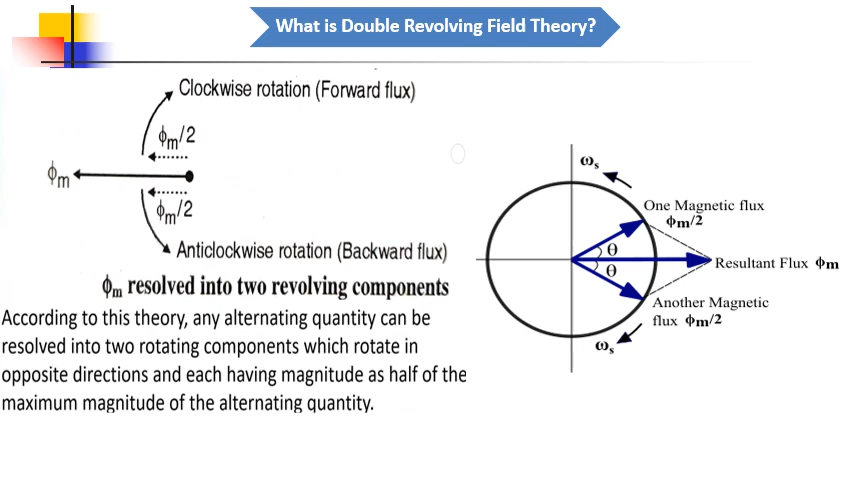 What is Double Revolving Field Theory?
Clockwise rotation (Forward flux)
ϕm/2
ϕm
ϕm/2
Anticlockwise rotation (Backward flux)
ϕm resolved into two revolving components
According to this theory, any alternating quantity can be
resolved into two rotating components which rotate in
opposite directions and each having magnitude as half of the
maximum magnitude of the alternating quantity.
ωs
One Magnetic flux
ϕm/2
θ
θ
Resultant Flux ϕm
Another Magnetic
flux ϕm/2
ωs